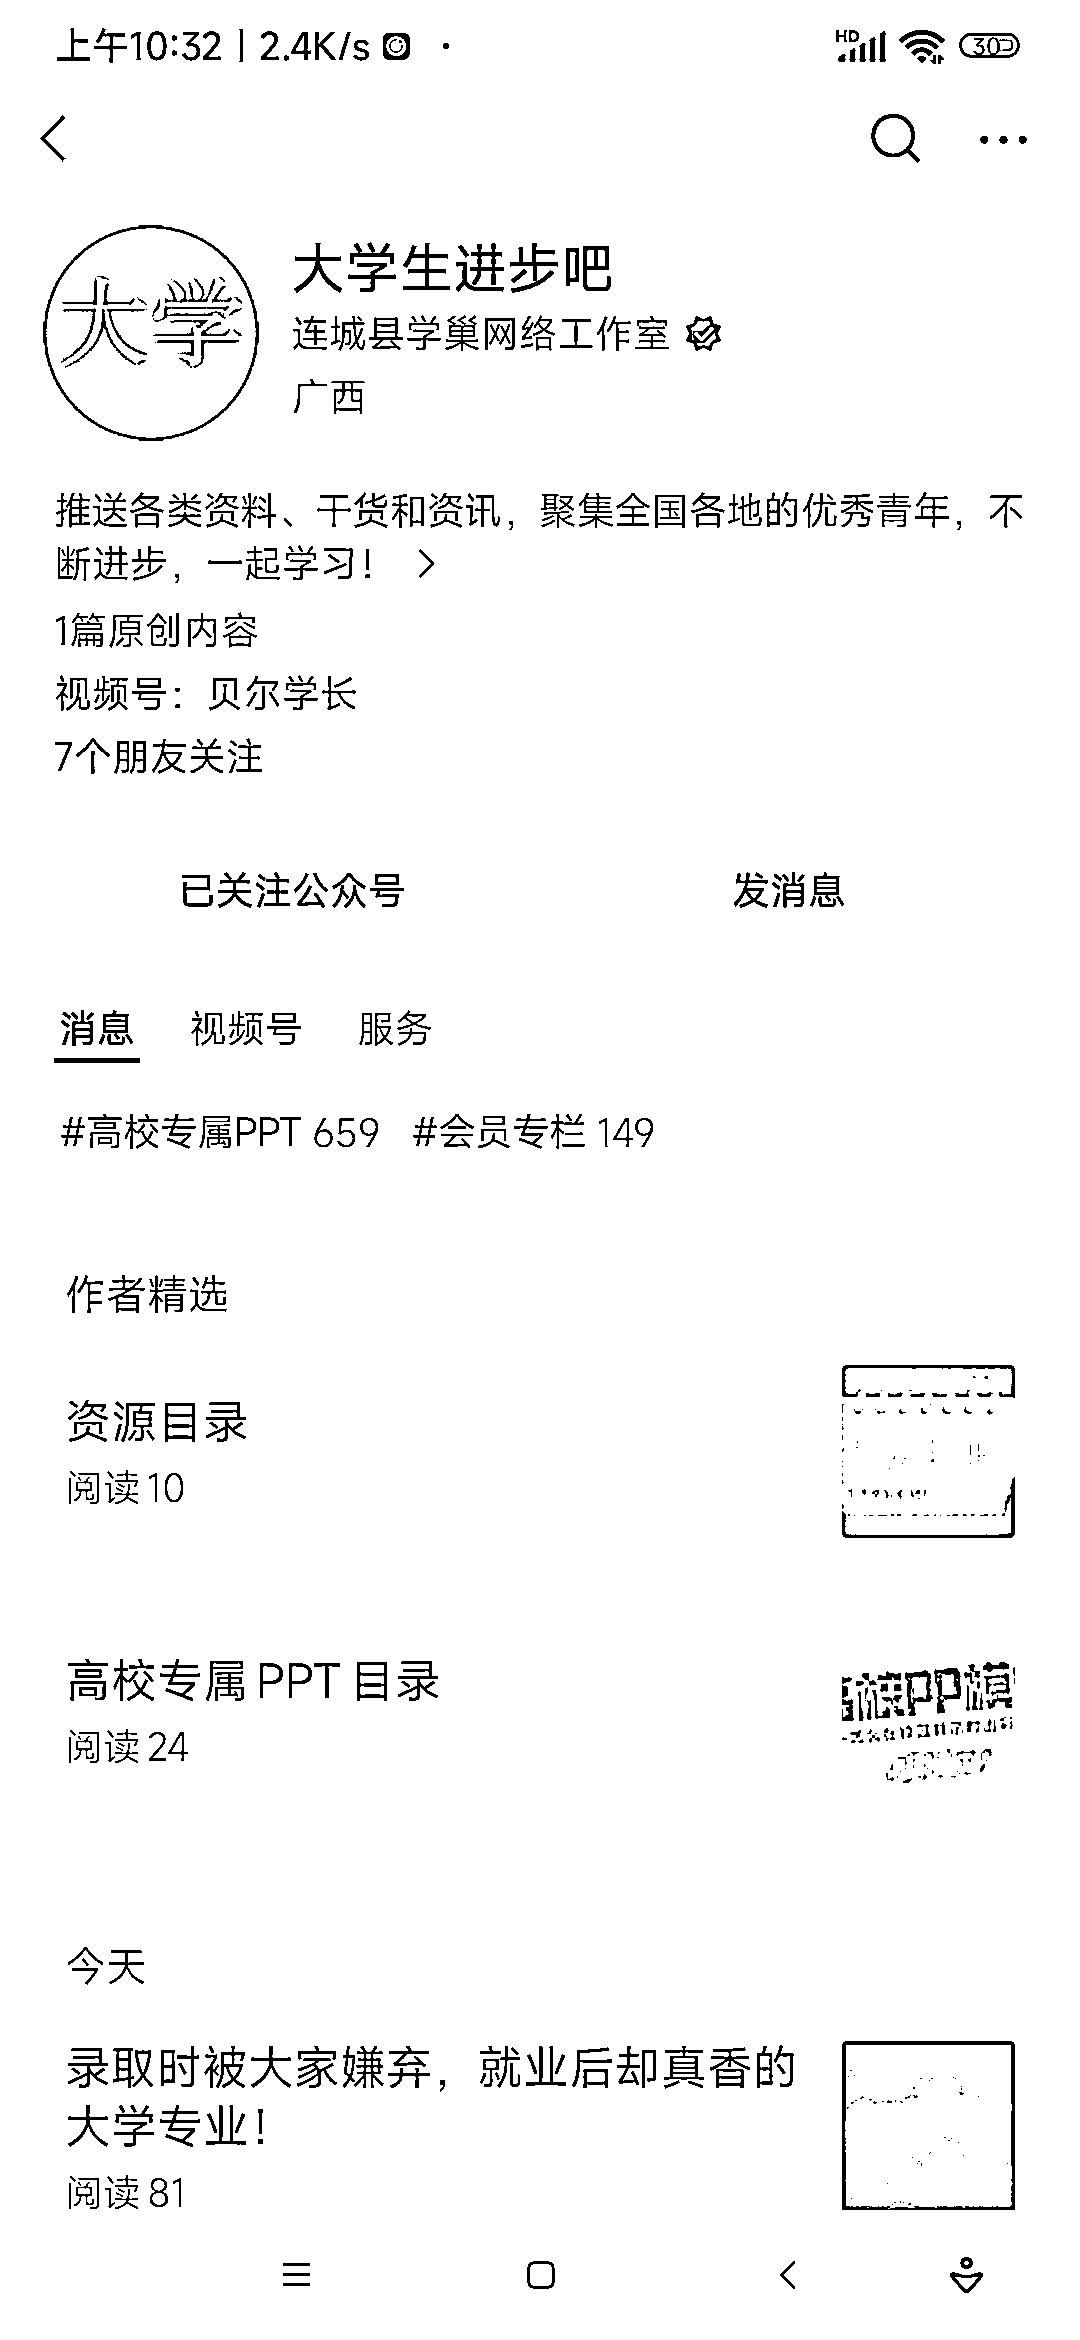 上午10:32 | 2.4K/s
HD
30
大学
大学生进步吧
连城县学巢网络工作室
广西
推送各类资料、干货和资讯，聚集全国各地的优秀青年，不
断进步，一起学习！
1篇原创内容
视频号：贝尔学长
7个朋友关注
已关注公众号 发消息
消息 视频号 服务
#高校专属PPT 659 #会员专栏 149
作者精选
资源目录
阅读 10
高校专属 PPT 目录
阅读 24
今天
录取时被大家嫌弃，就业后却真香的
大学专业！
阅读 81